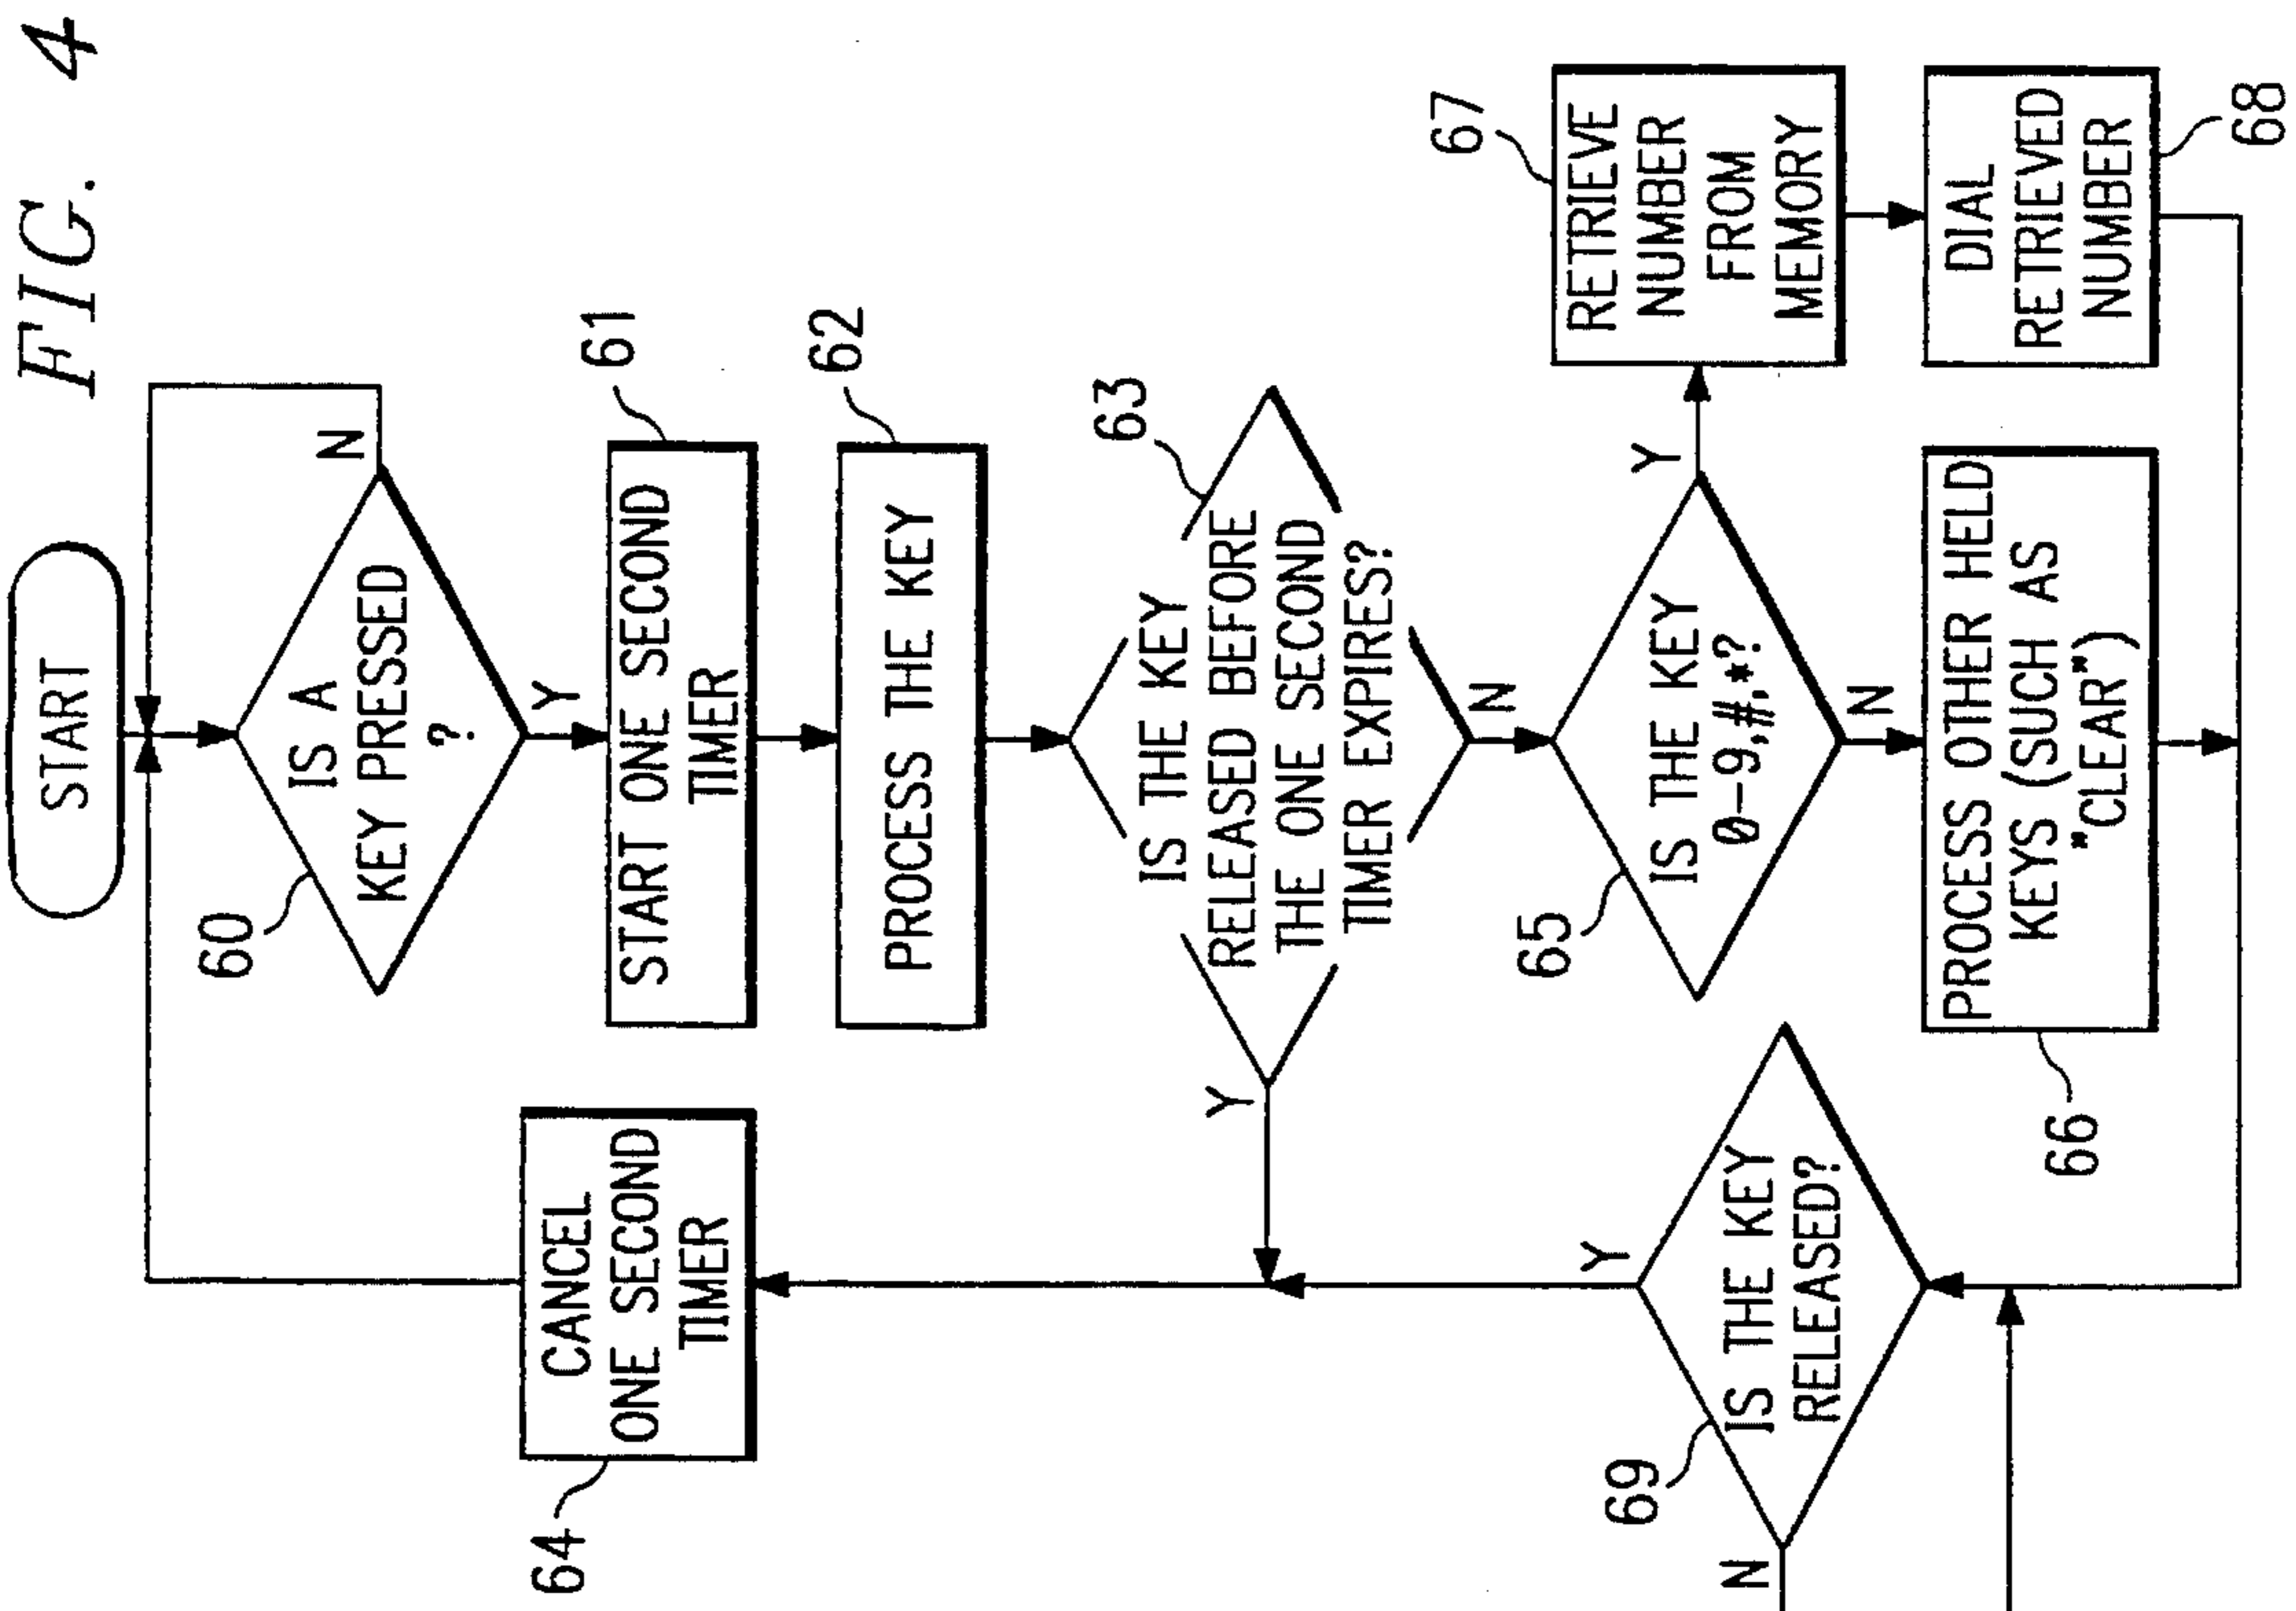 FIG. 4
START
60
IS A
KEY PRESSED
?
N
Y
61
START ONE SECOND
TIMER
62
PROCESS THE KEY
63
IS THE KEY
RELEASED BEFORE
THE ONE SECOND
TIMER EXPIRES?
Y
N
64
CANCEL
ONE SECOND
TIMER
65
IS THE KEY
0-9,#,*?
Y
N
67
RETRIEVE
NUMBER
FROM
MEMORY
66
PROCESS OTHER HELD
KEYS (SUCH AS
"CLEAR")
DIAL
RETRIEVED
NUMBER
68
69
IS THE KEY
RELEASED?
Y
N